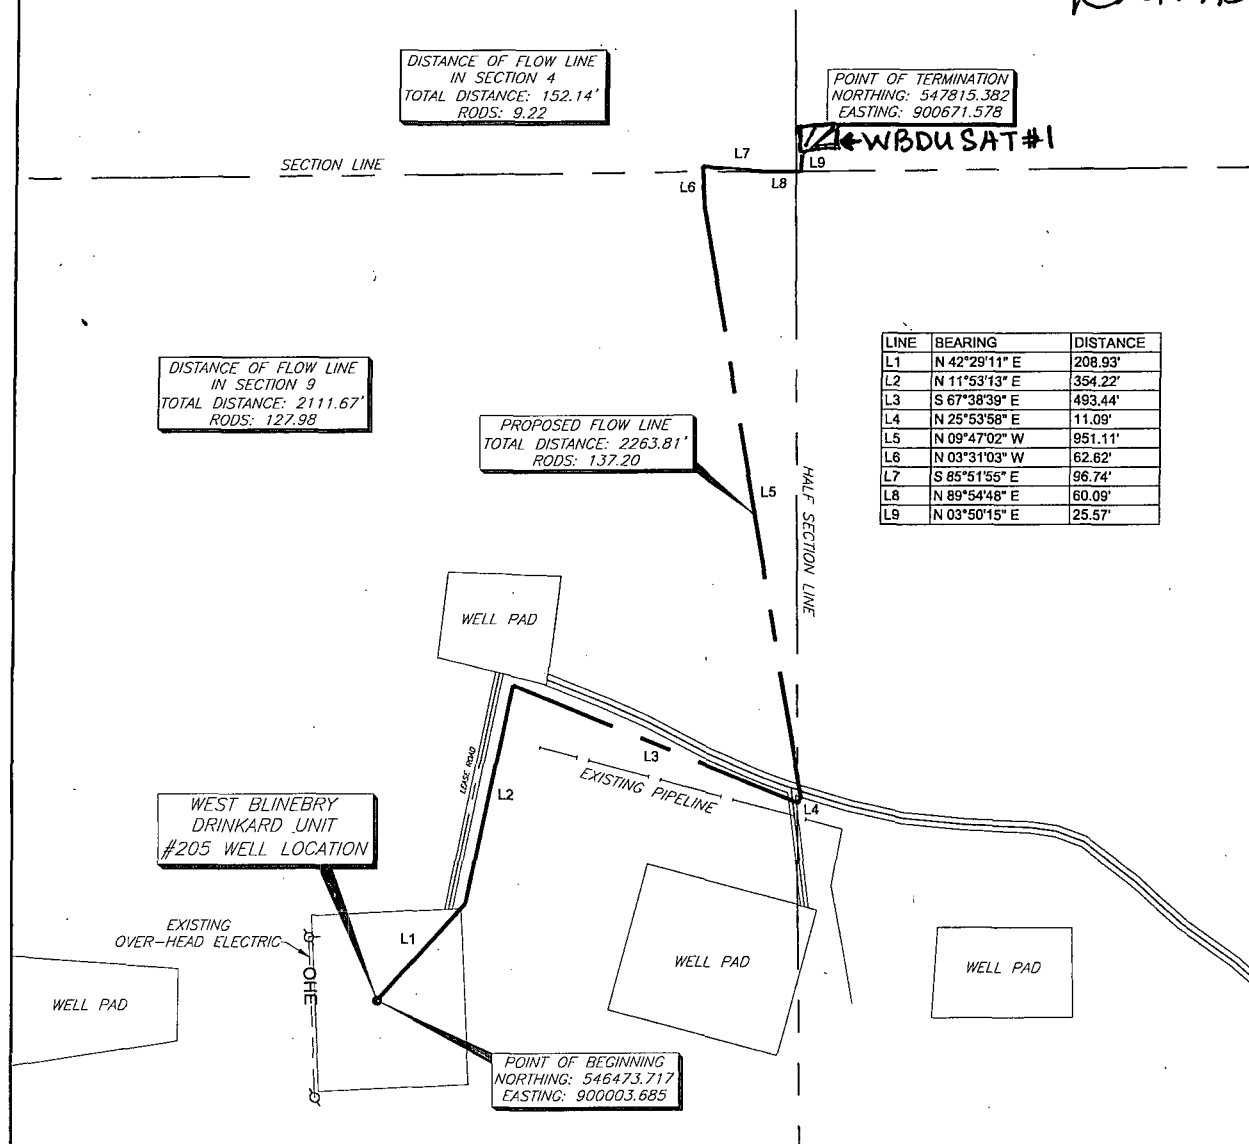 DISTANCE OF FLOW LINE
IN SECTION 4
TOTAL DISTANCE: 152.14'
RODS: 9.22
POINT OF TERMINATION
NORTHING: 547815.382
EASTING: 900671.578
WBDU SAT #1
SECTION LINE
L7
L9
L6
L8
DISTANCE OF FLOW LINE
IN SECTION 9
TOTAL DISTANCE: 2111.67'
RODS: 127.98
LINE BEARING DISTANCE
L1 N 42°29'11" E 208.93'
L2 N 11°53'13" E 354.22'
L3 S 67°38'39" E 493.44'
L4 N 25°53'58" E 11.09'
L5 N 09°47'02" W 951.11'
L6 N 03°31'03" W 62.62'
L7 S 85°51'55" E 96.74'
L8 N 89°54'48" E 60.09'
L9 N 03°50'15" E 25.57'
PROPOSED FLOW LINE
TOTAL DISTANCE: 2263.81'
RODS: 137.20
L5
HALF SECTION LINE
WELL PAD
LEASE ROAD
L3
L2
EXISTING PIPELINE
L4
WEST BLINEBRY
DRINKARD UNIT
#205 WELL LOCATION
EXISTING
OVER-HEAD ELECTRIC
L1
OHE
WELL PAD
WELL PAD
WELL PAD
POINT OF BEGINNING
NORTHING: 546473.717
EASTING: 900003.685